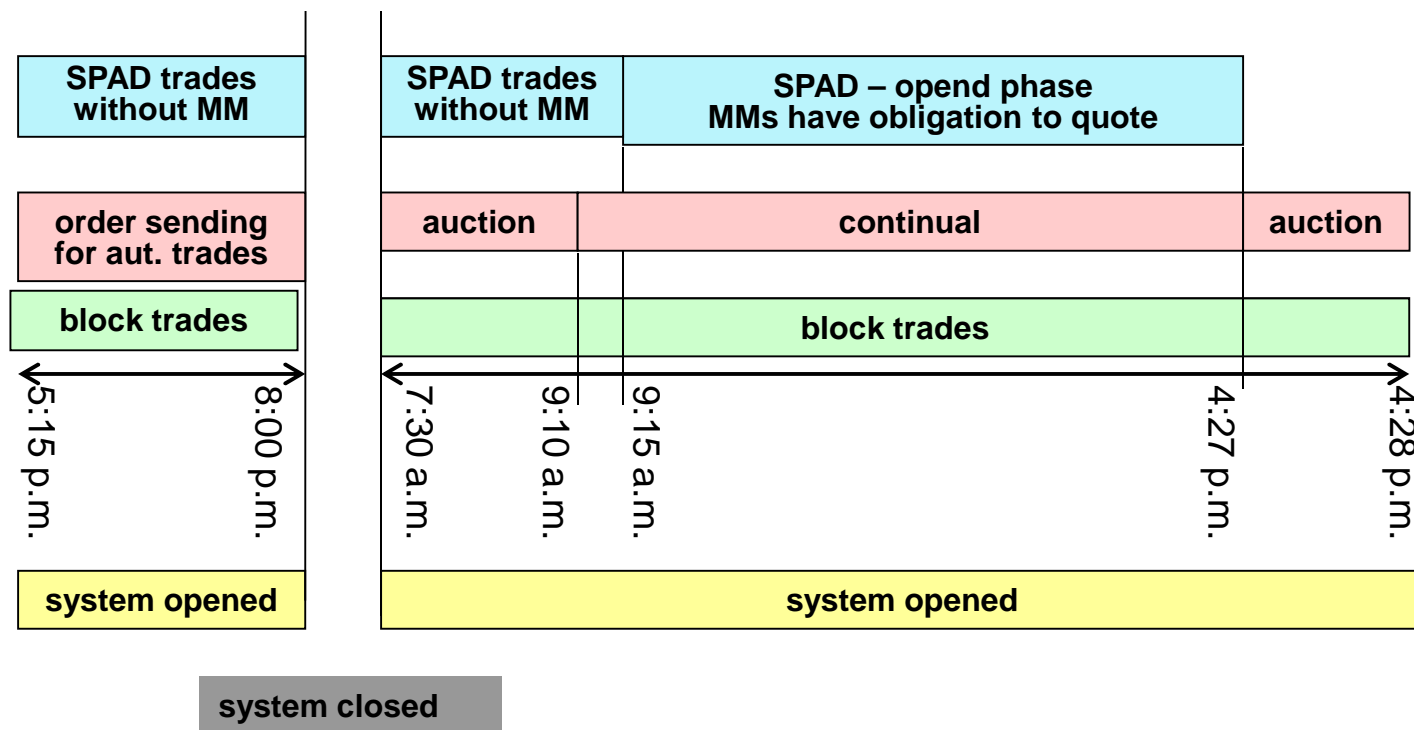 SPAD trades
without MM
SPAD trades
without MM
SPAD – opend phase
MMs have obligation to quote
order sending
for aut. trades
auction
continual
auction
block trades
block trades
5:15 p.m.
8:00 p.m.
7:30 a.m.
9:10 a.m.
9:15 a.m.
4:27 p.m.
4:28 p.m.
system opened
system opened
system closed